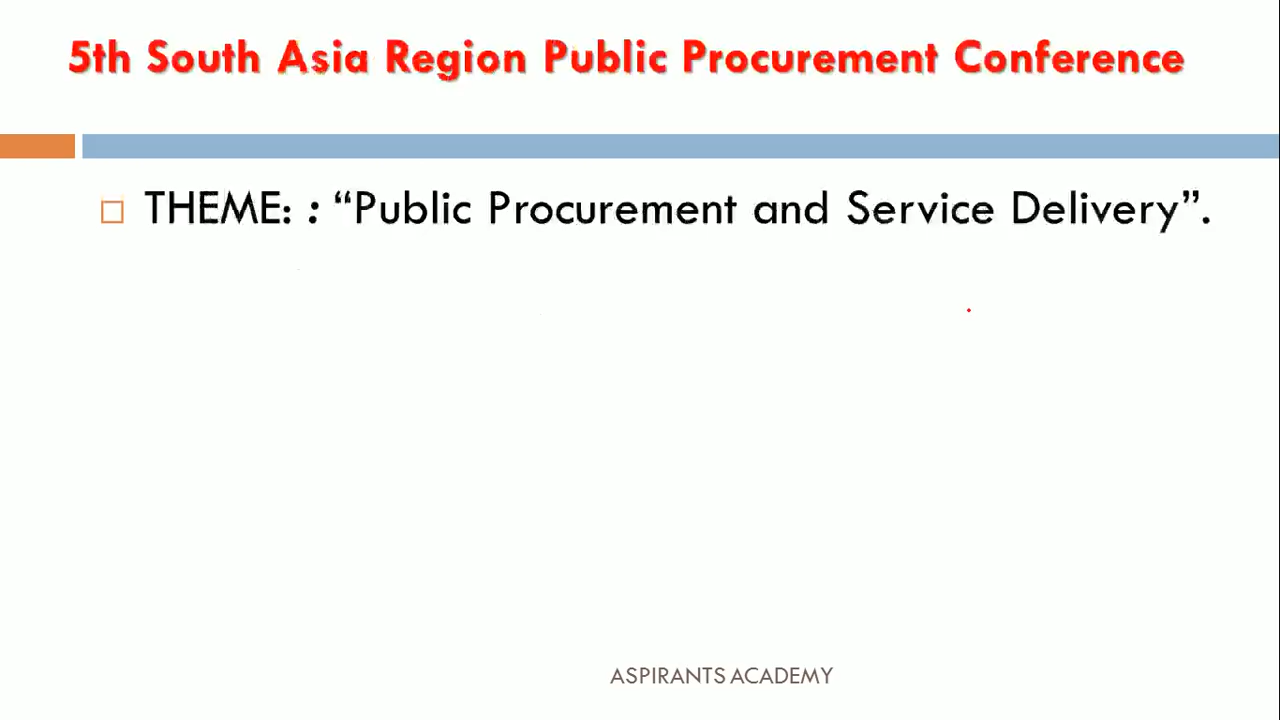 5th South Asia Region Public Procurement Conference
THEME: : “Public Procurement and Service Delivery”.
ASPIRANTS ACADEMY